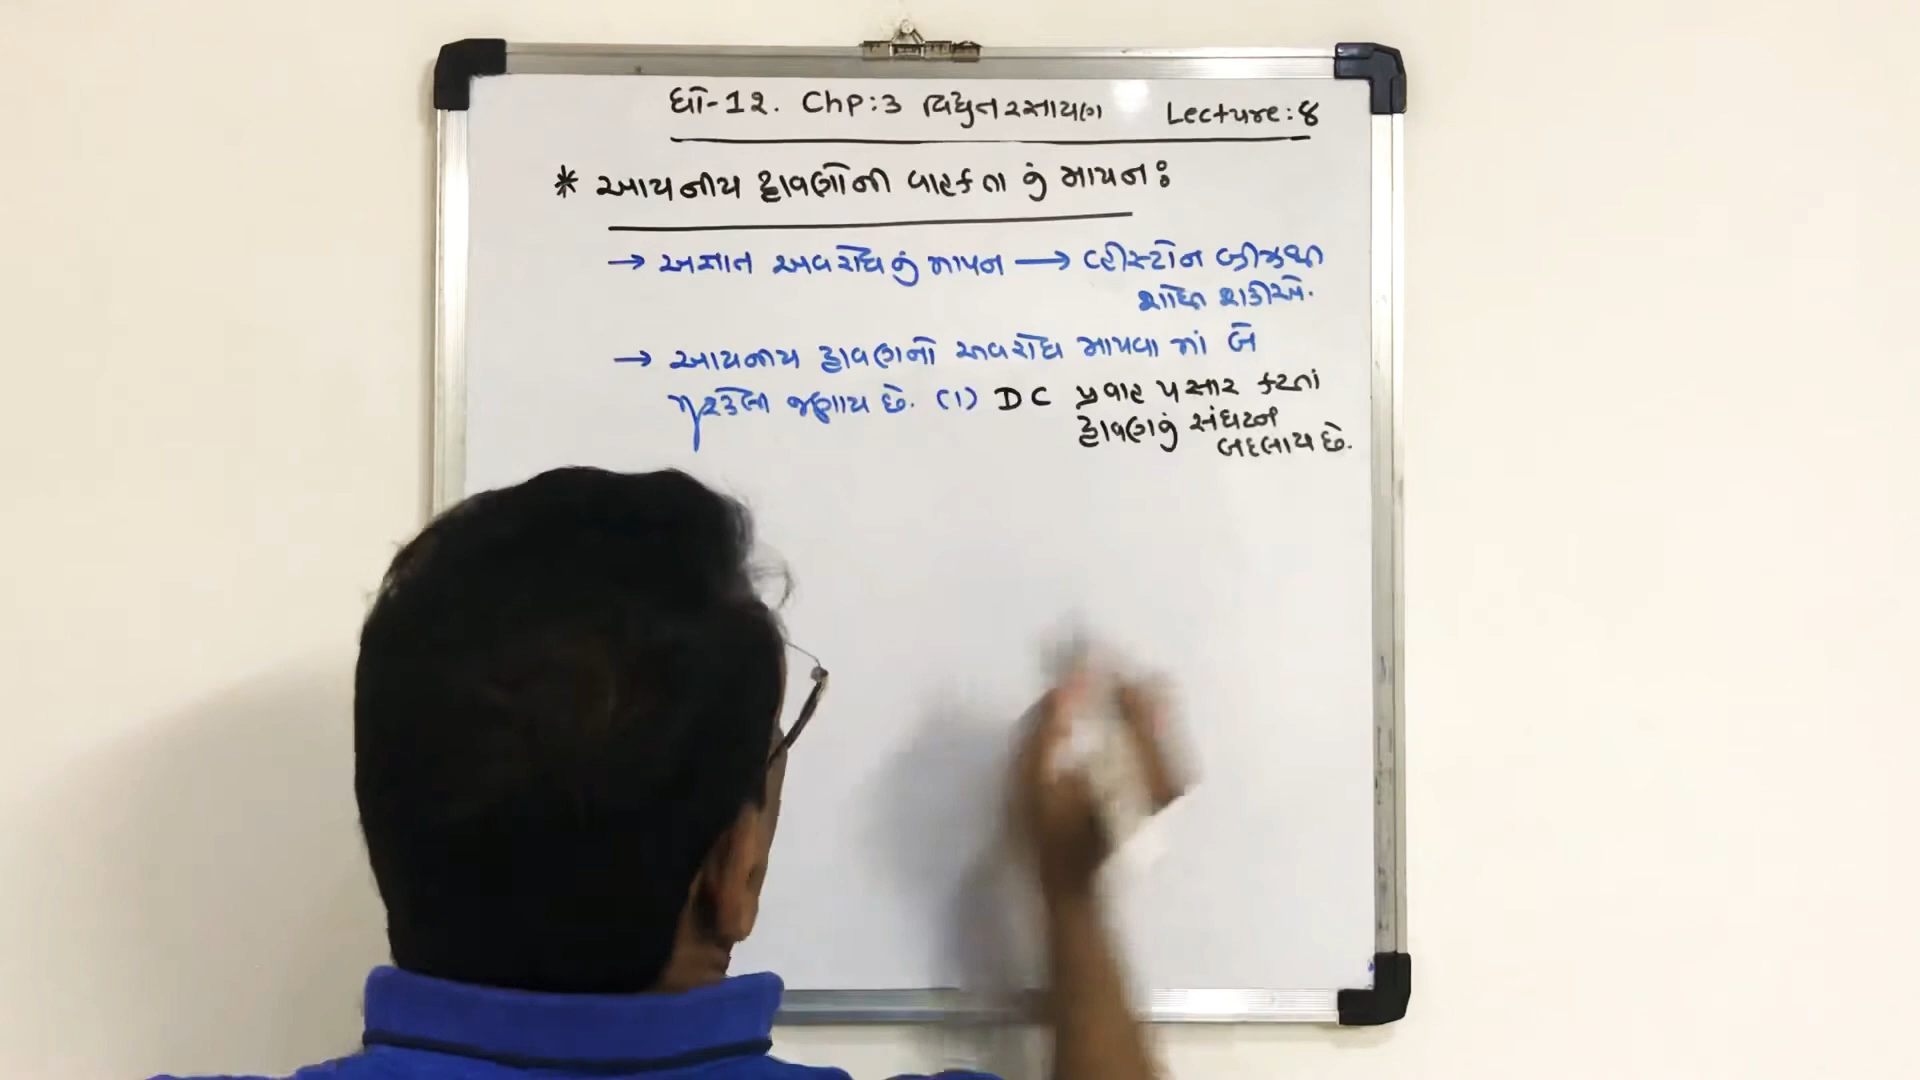 ધો-12. Chp:3 વિદ્યુતરસાયણ Lecture:8
* આયનીય દ્રાવણોની વાહકતા નું માપન :
→ અજ્ઞાત અવરોધનું માપન → વ્હીસ્ટોન બ્રીજથી
શોધી શકીએ.
→ આયનીય દ્રાવણનો અવરોધ માપવા માં બે
મુશ્કેલી જણાય છે. (1) DC પ્રવાહ પસાર કરતાં
દ્રાવણનું સંઘટન
બદલાય છે.